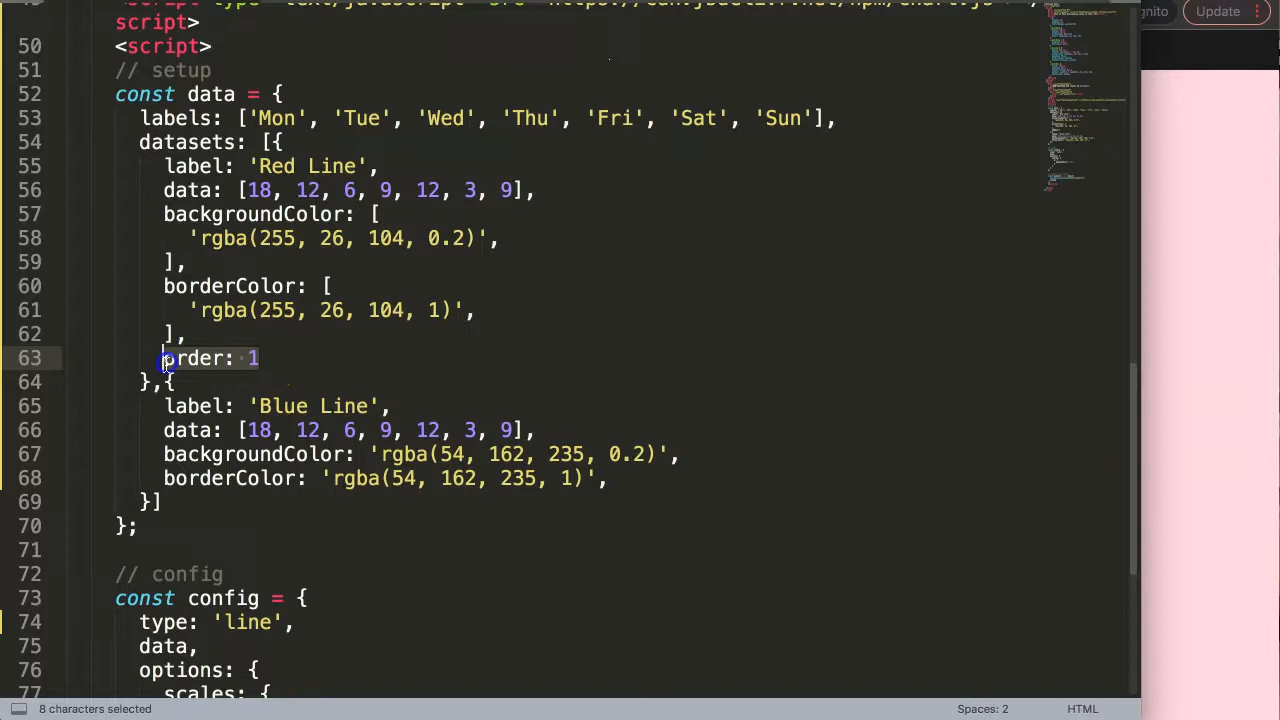 script>
50 <script>
51 // setup
52 const data = {
53 labels: ['Mon', 'Tue', 'Wed', 'Thu', 'Fri', 'Sat', 'Sun'],
54 datasets: [{
55 label: 'Red Line',
56 data: [18, 12, 6, 9, 12, 3, 9],
57 backgroundColor: [
58 'rgba(255, 26, 104, 0.2)',
59 ],
60 borderColor: [
61 'rgba(255, 26, 104, 1)',
62 ],
63 order: 1
64 },{
65 label: 'Blue Line',
66 data: [18, 12, 6, 9, 12, 3, 9],
67 backgroundColor: 'rgba(54, 162, 235, 0.2)',
68 borderColor: 'rgba(54, 162, 235, 1)',
69 }]
70 };
71
72 // config
73 const config = {
74 type: 'line',
75 data,
76 options: {
77 scales: {
8 characters selected
Spaces: 2
HTML
Update